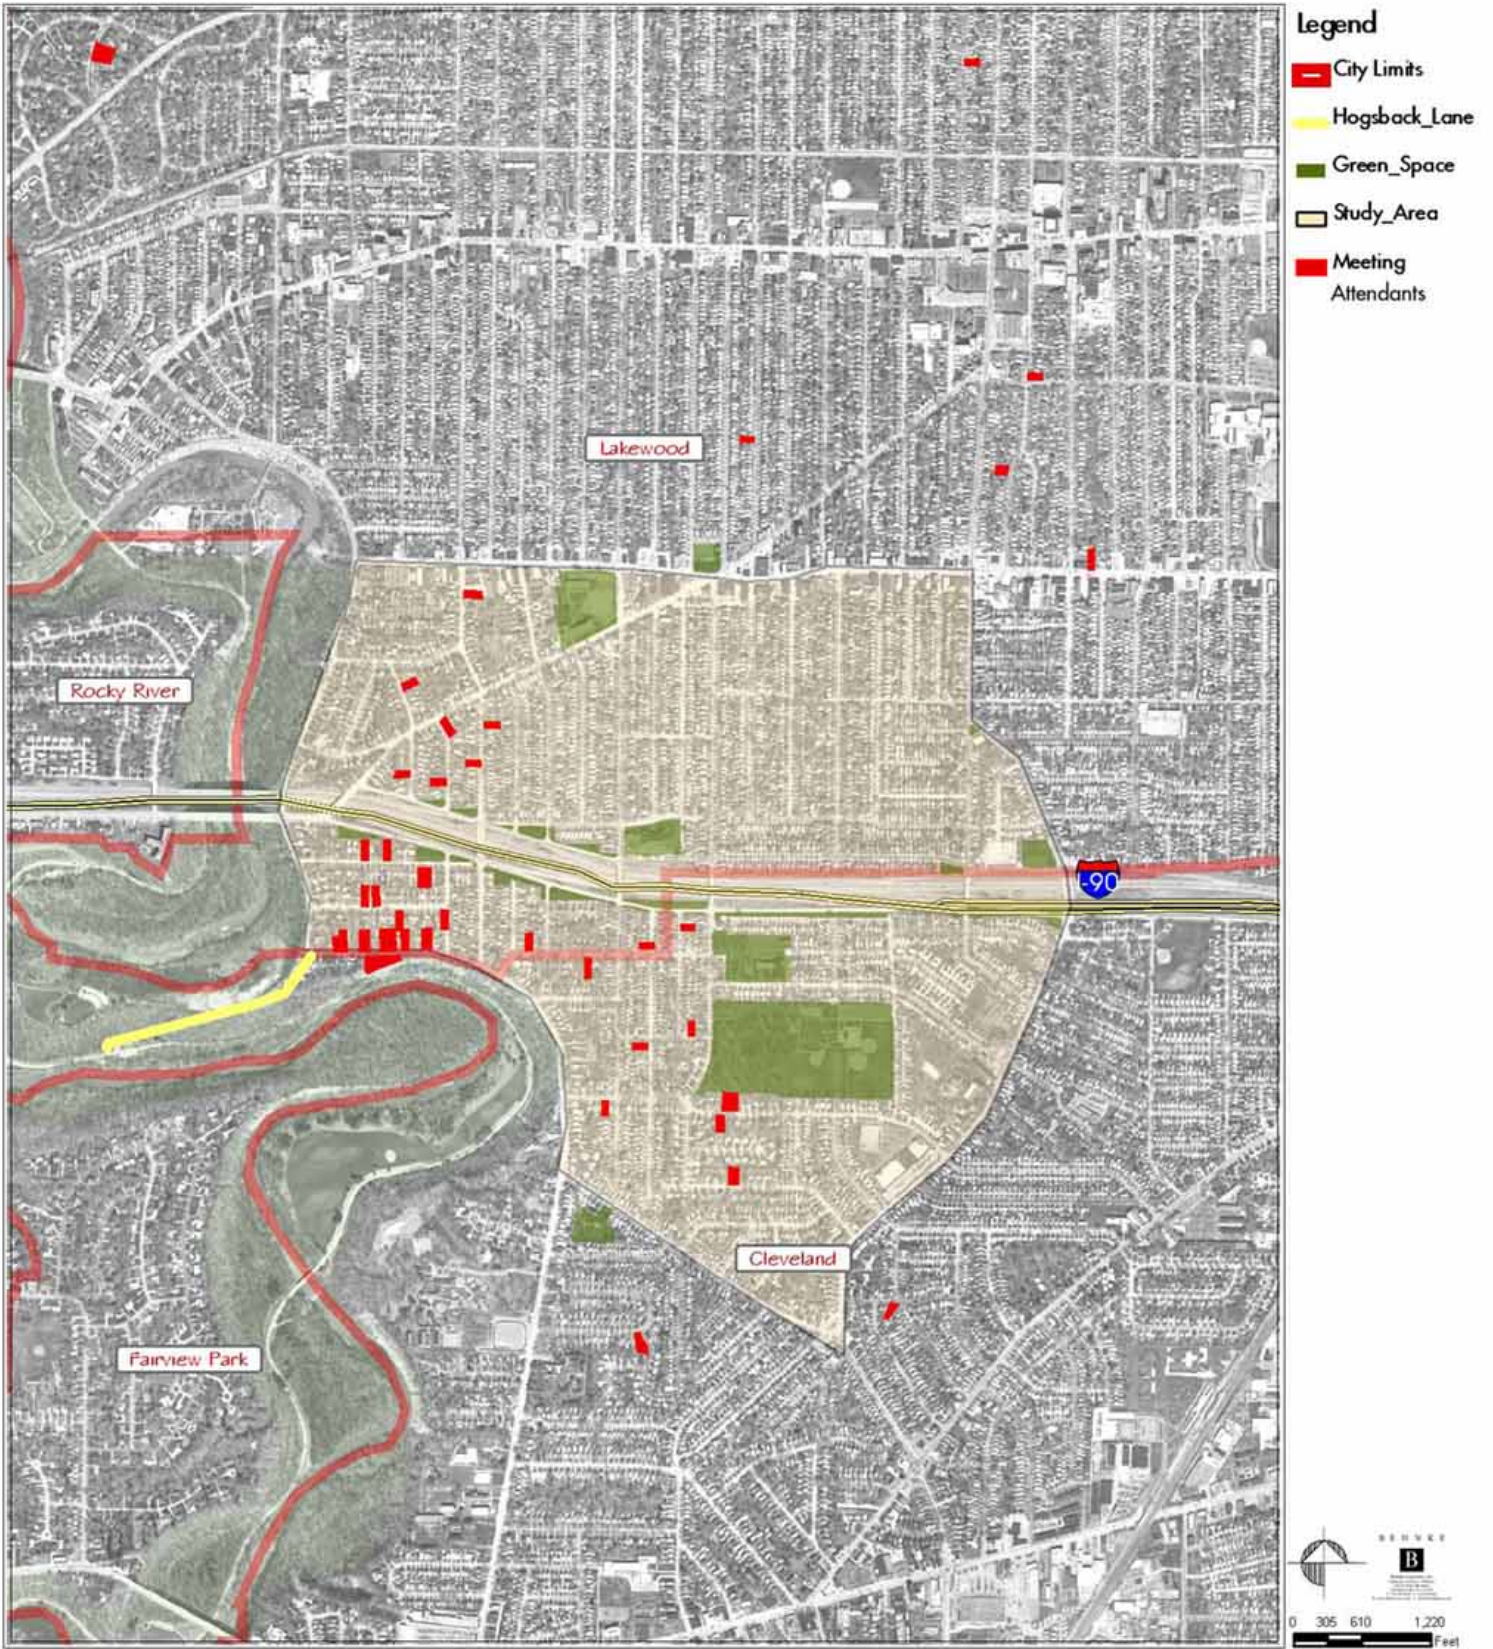 Legend
City Limits
Hogsback_Lane
Green_Space
Study_Area
Meeting
Attendants
Lakewood
Rocky River
I-90
Cleveland
Fairview Park
BEHNKE
B
0 305 610 1,220
Feet